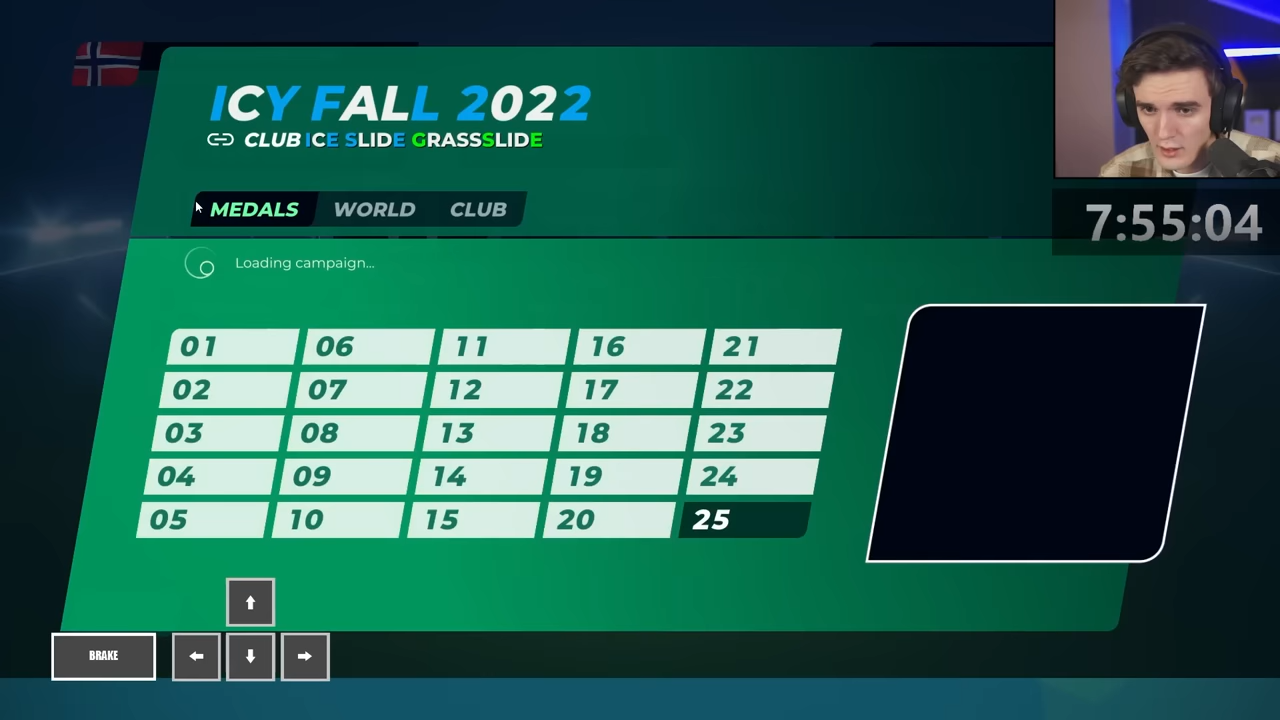 ICY FALL 2022
CLUB ICE SLIDE GRASSSLIDE
7:55:04
MEDALS WORLD CLUB
Loading campaign...
01 06 11 16 21
02 07 12 17 22
03 08 13 18 23
04 09 14 19 24
05 10 15 20 25
BRAKE